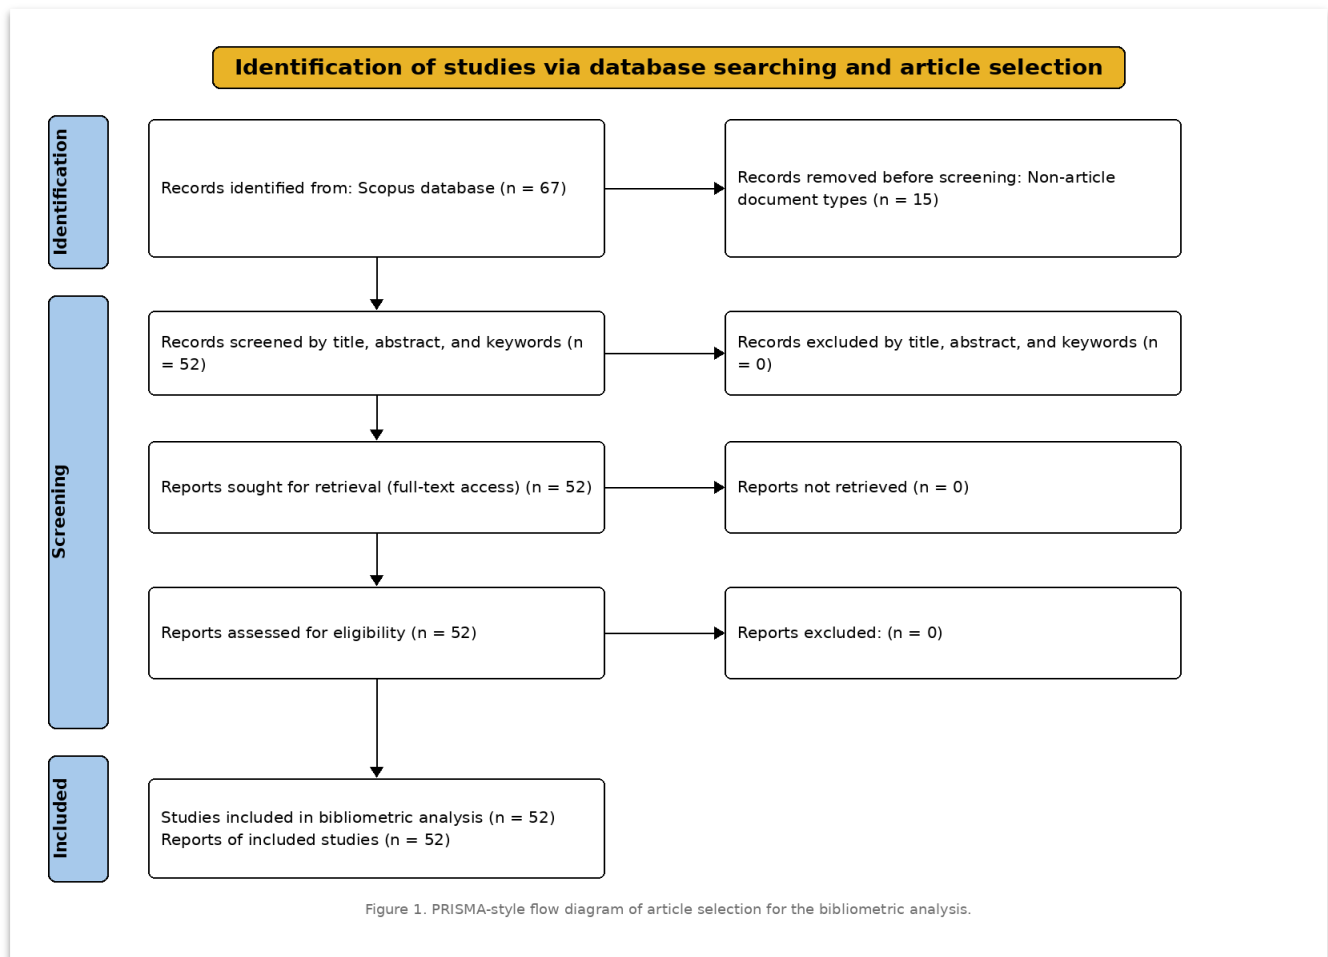 Identification of studies via database searching and article selection
Identification
Records identified from: Scopus database (n = 67)
Records removed before screening: Non-article
document types (n = 15)
Screening
Records screened by title, abstract, and keywords (n
= 52)
Records excluded by title, abstract, and keywords (n
= 0)
Reports sought for retrieval (full-text access) (n = 52)
Reports not retrieved (n = 0)
Reports assessed for eligibility (n = 52)
Reports excluded: (n = 0)
Included
Studies included in bibliometric analysis (n = 52)
Reports of included studies (n = 52)
Figure 1. PRISMA-style flow diagram of article selection for the bibliometric analysis.